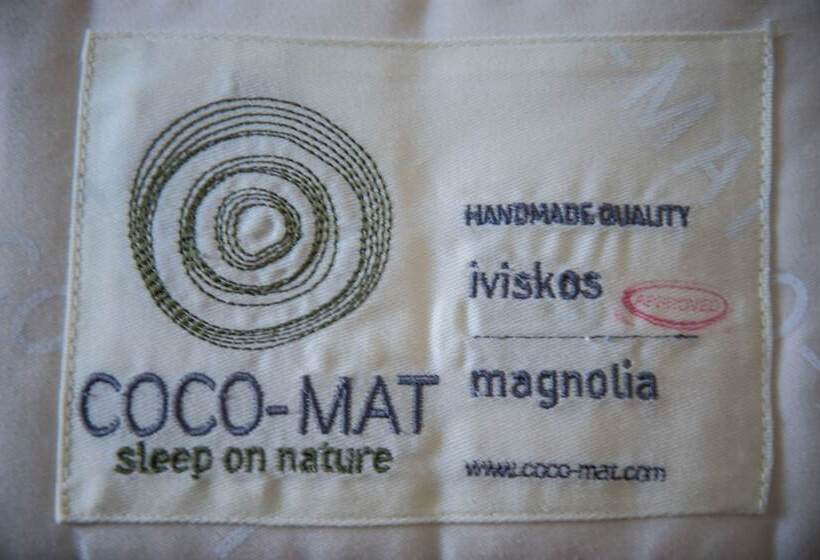 COCO-MAT
sleep on nature
HANDMADE QUALITY
iviskos
APPROVED
magnolia
www.coco-mat.com